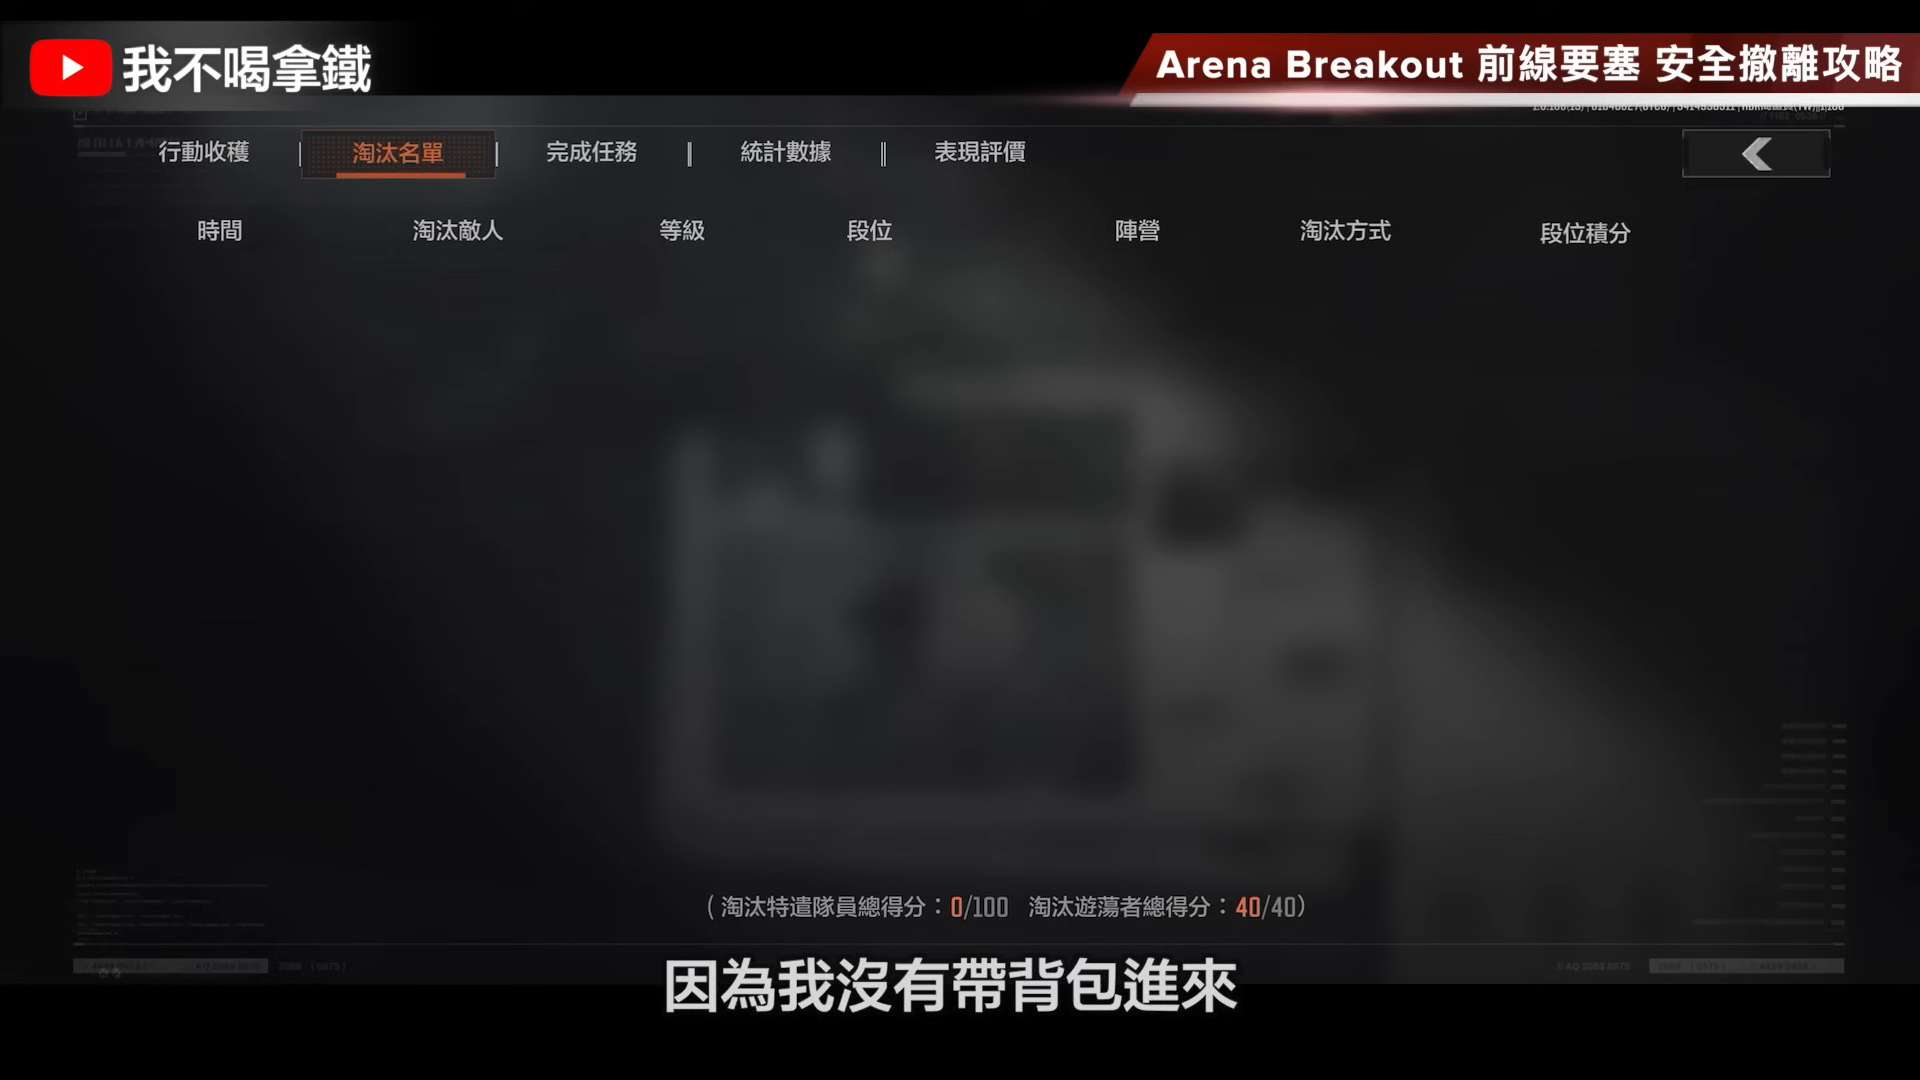 我不喝拿鐵
Arena Breakout 前線要塞 安全撤離攻略
行動收穫 淘汰名單 完成任務 統計數據 表現評價
時間 淘汰敵人 等級 段位 陣營 淘汰方式 段位積分
( 淘汰特遣隊員總得分：0/100 淘汰遊蕩者總得分：40/40)
因為我沒有帶背包進來